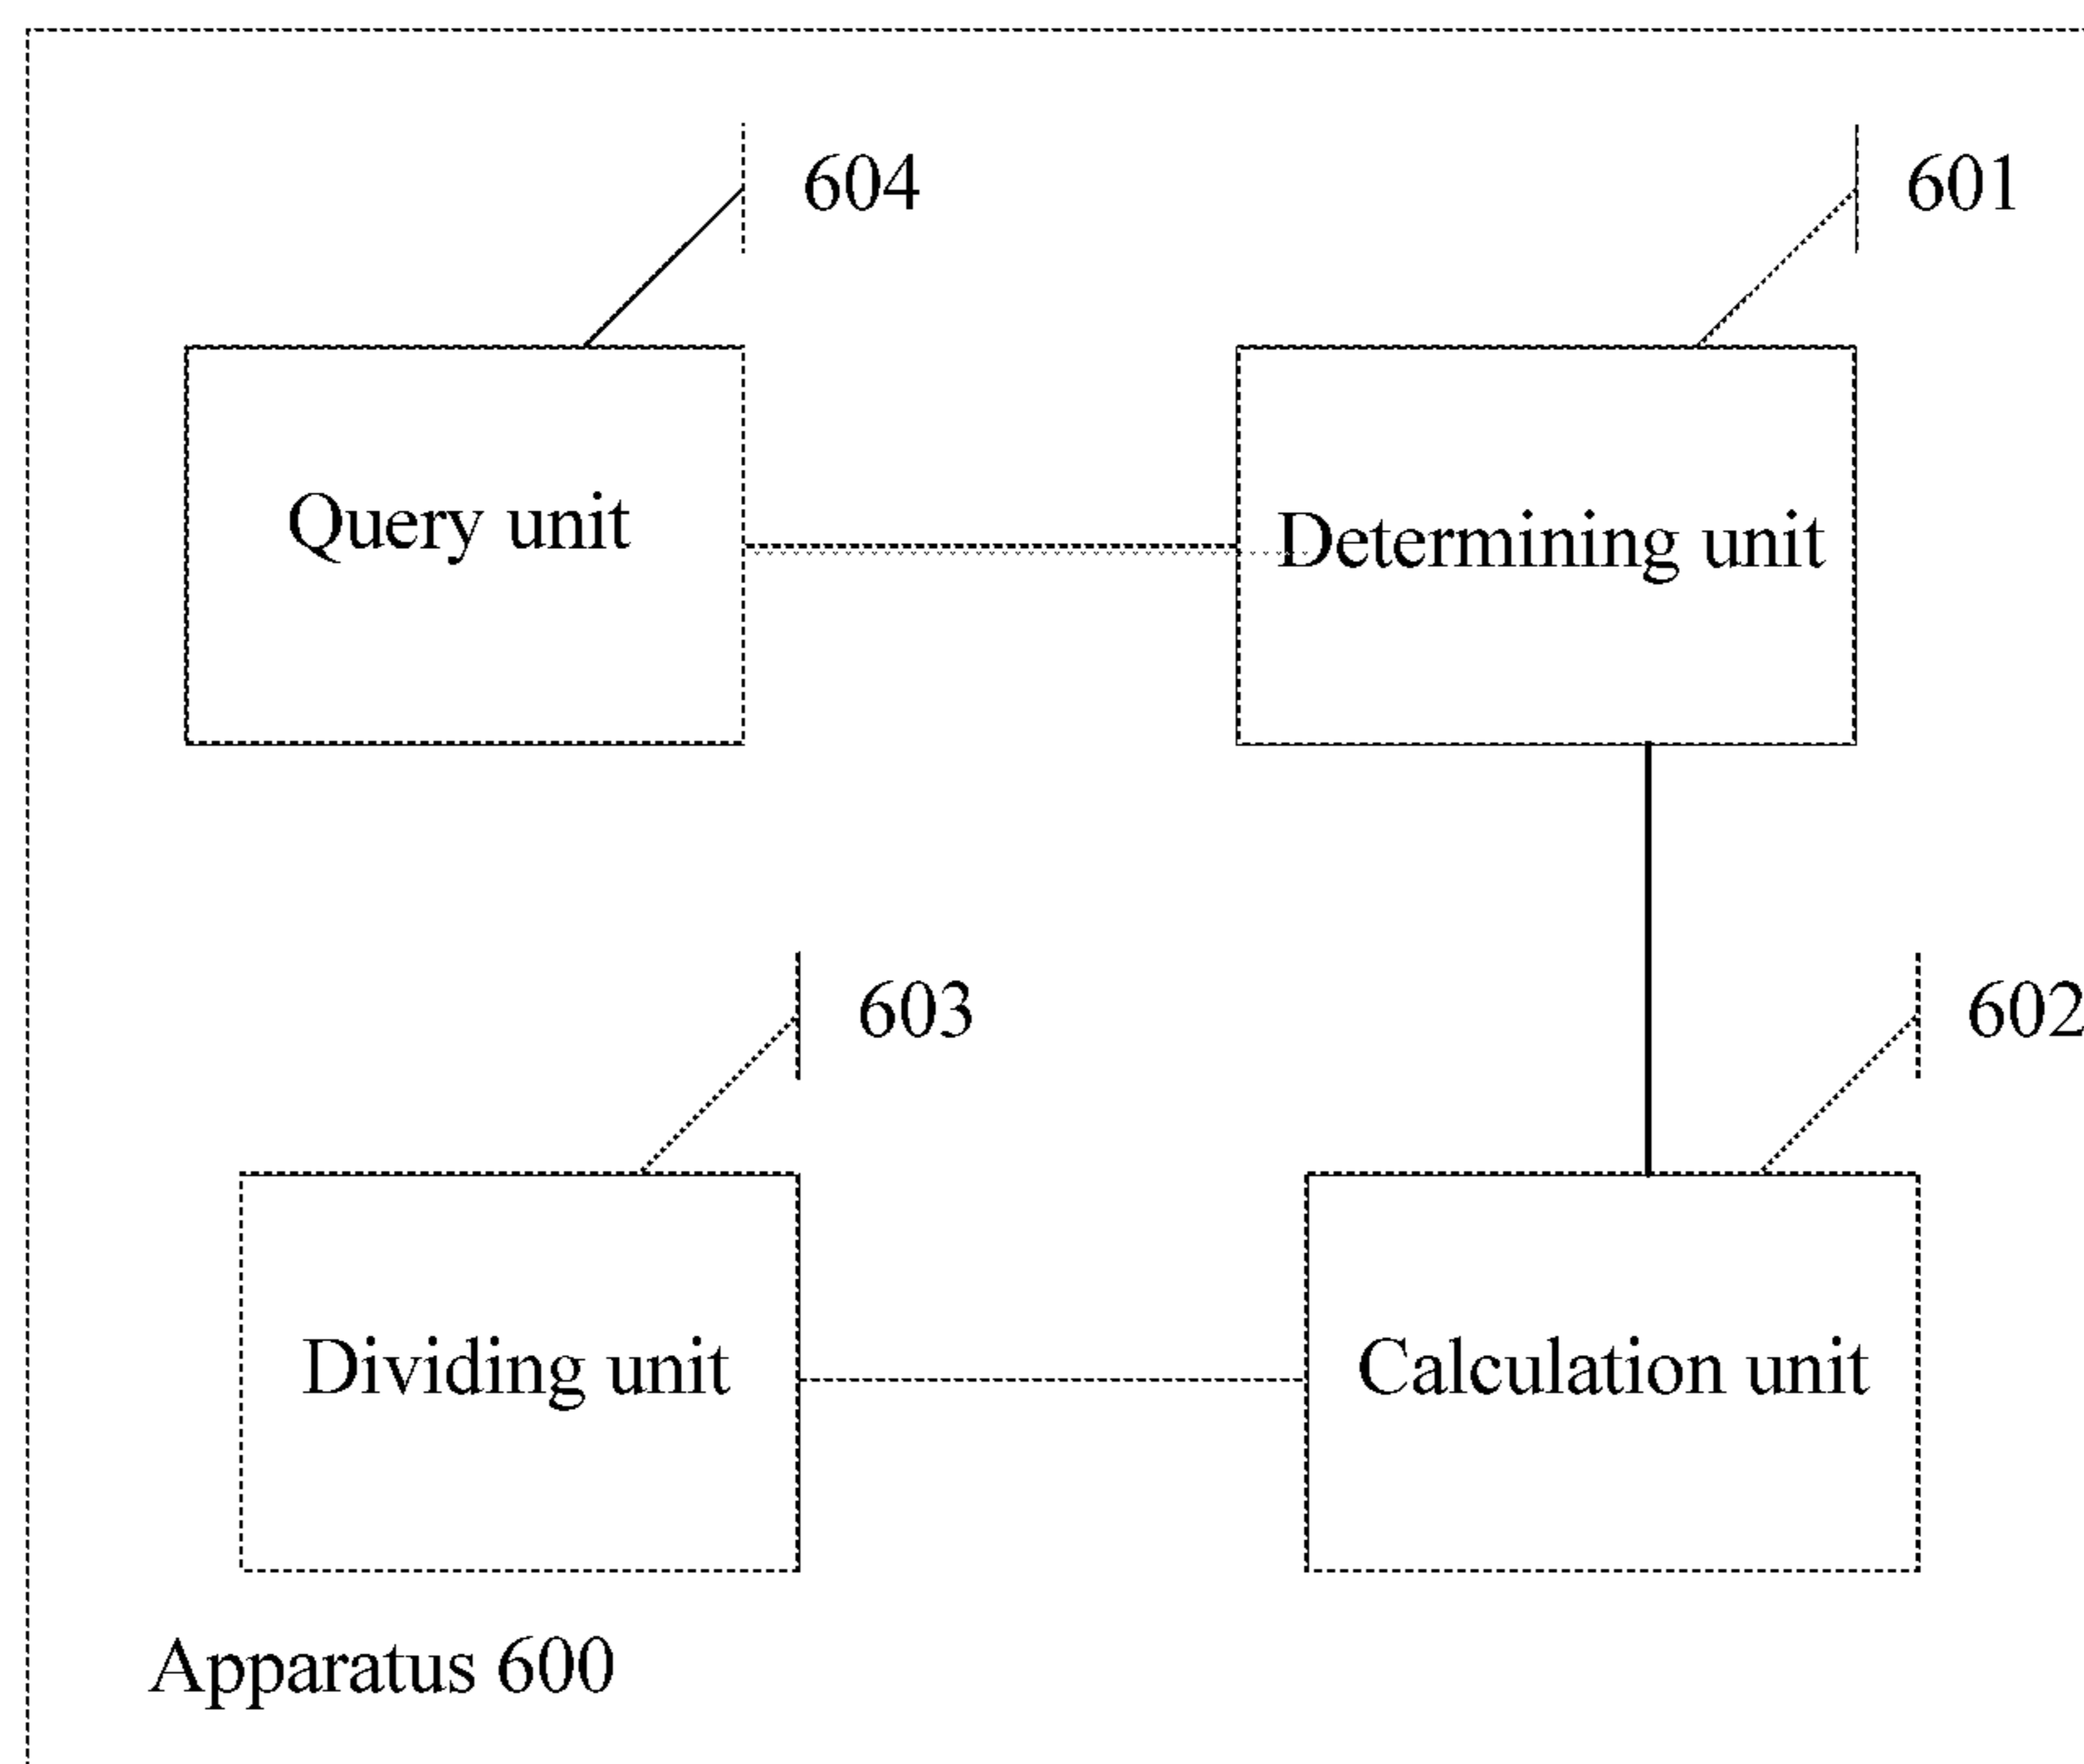 604
601
Query unit
Determining unit
603
602
Dividing unit
Calculation unit
Apparatus 600